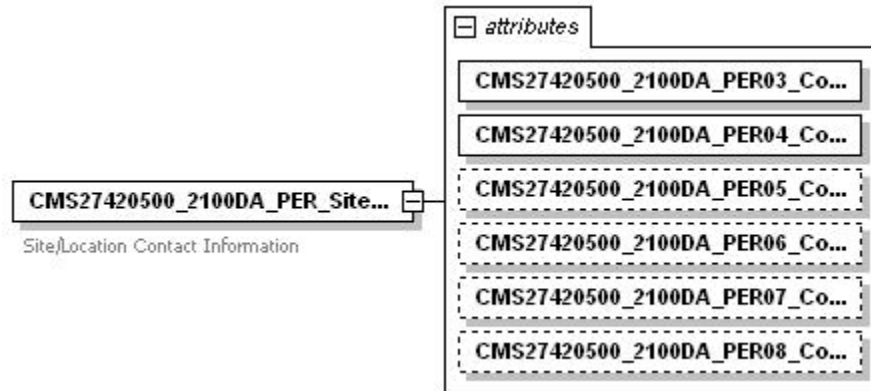 attributes
CMS27420500_2100DA_PER03_Co...
CMS27420500_2100DA_PER04_Co...
CMS27420500_2100DA_PER_Site...
CMS27420500_2100DA_PER05_Co...
Site/Location Contact Information
CMS27420500_2100DA_PER06_Co...
CMS27420500_2100DA_PER07_Co...
CMS27420500_2100DA_PER08_Co...